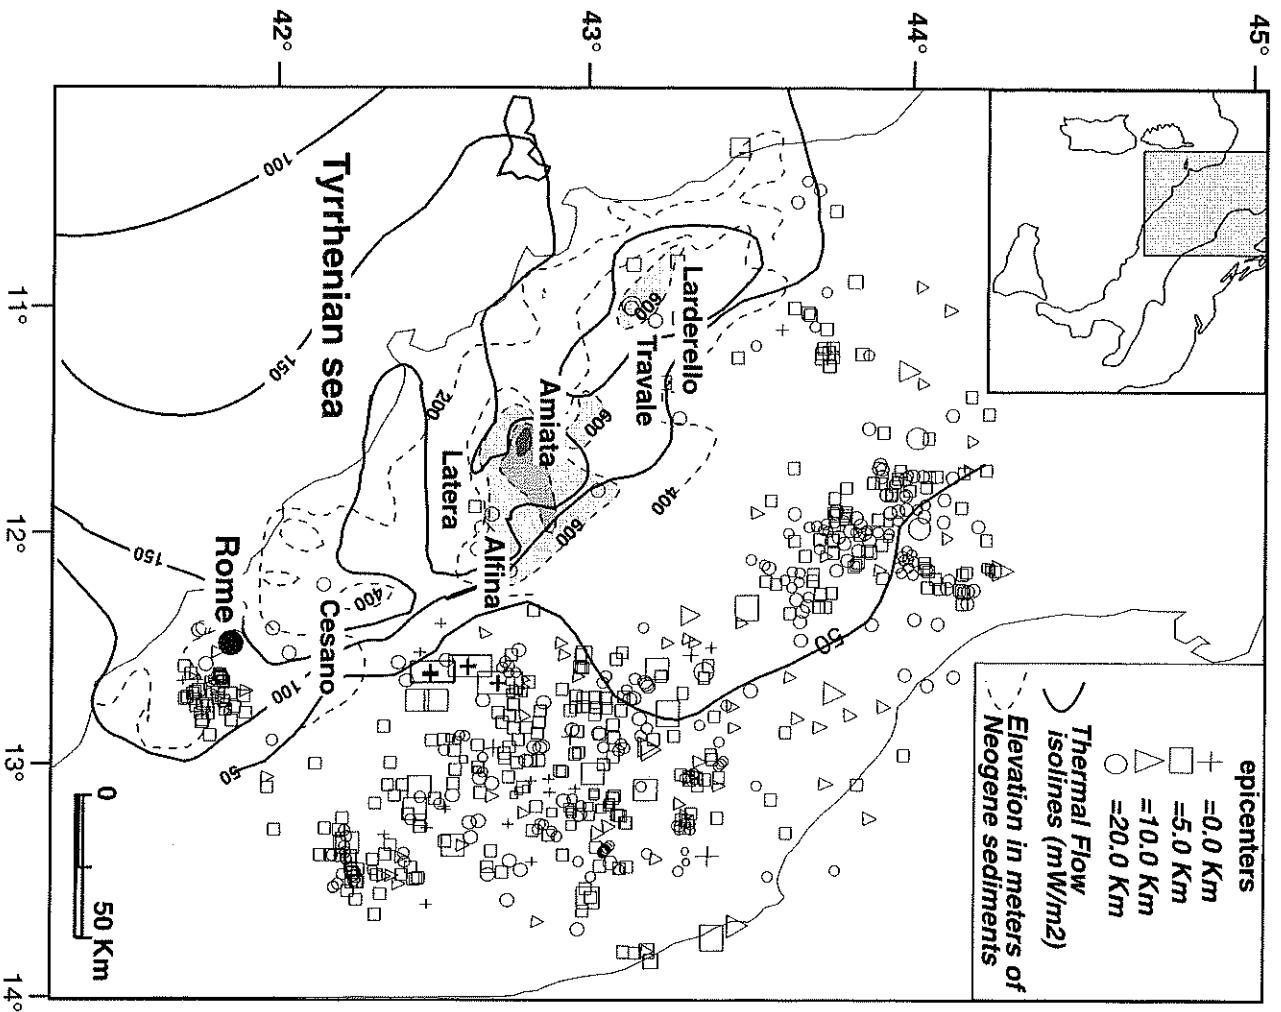 45°
44°
43°
42°
epicenters
=0.0 Km
=5.0 Km
=10.0 Km
=20.0 Km
Thermal Flow
isolines (mW/m2)
Elevation in meters of
Neogene sediments
50
Larderello
Travale
600
600
400
Amiata
600
200
Latera
Alfina
Tyrrhenian sea
100
150
150
Rome
400
Cesano
100
50
0
50 Km
11°
12°
13°
14°